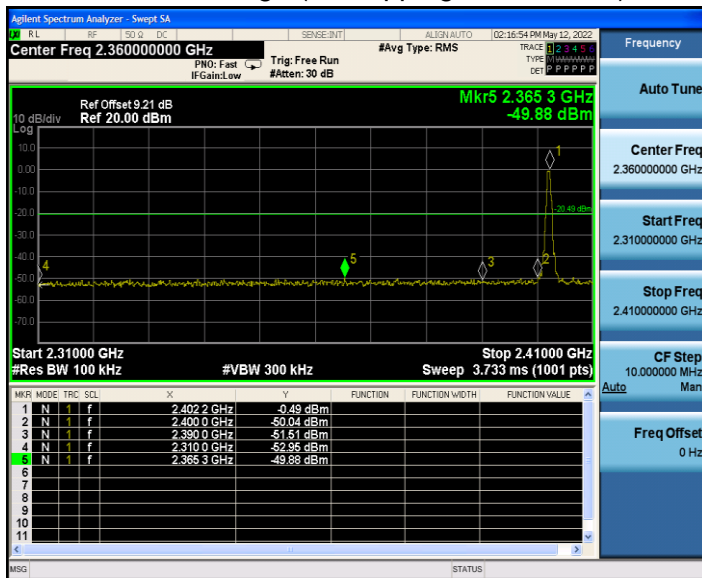 Agilent Spectrum Analyzer - Swept SA
RL RF 50 Ω DC SENSE:INT ALIGN AUTO 02:16:54 PM May 12, 2022
Center Freq 2.360000000 GHz
PNO: Fast
IFGain:Low
Trig: Free Run
#Atten: 30 dB
#Avg Type: RMS
TRACE 1 2 3 4 5 6
TYPE M
DET P P P P P P
Ref Offset 9.21 dB
Ref 20.00 dBm
10 dB/div
Log
Mkr5 2.365 3 GHz
-49.88 dBm
10.0
0.00
-10.0
-20.0
-30.0
-40.0
-50.0
-60.0
-70.0
1
-20.49 dBm
4
5
3
2
Start 2.31000 GHz
Stop 2.41000 GHz
#Res BW 100 kHz #VBW 300 kHz Sweep 3.733 ms (1001 pts)
MKR MODE TRC SCL X Y FUNCTION FUNCTION WIDTH FUNCTION VALUE
1 N 1 f 2.402 2 GHz -0.49 dBm
2 N 1 f 2.400 0 GHz -50.04 dBm
3 N 1 f 2.390 0 GHz -51.51 dBm
4 N 1 f 2.310 0 GHz -52.95 dBm
5 N 1 f 2.365 3 GHz -49.88 dBm
6
7
8
9
10
11
MSG STATUS
Frequency
Auto Tune
Center Freq
2.360000000 GHz
Start Freq
2.310000000 GHz
Stop Freq
2.410000000 GHz
CF Step
10.000000 MHz
Auto Man
Freq Offset
0 Hz